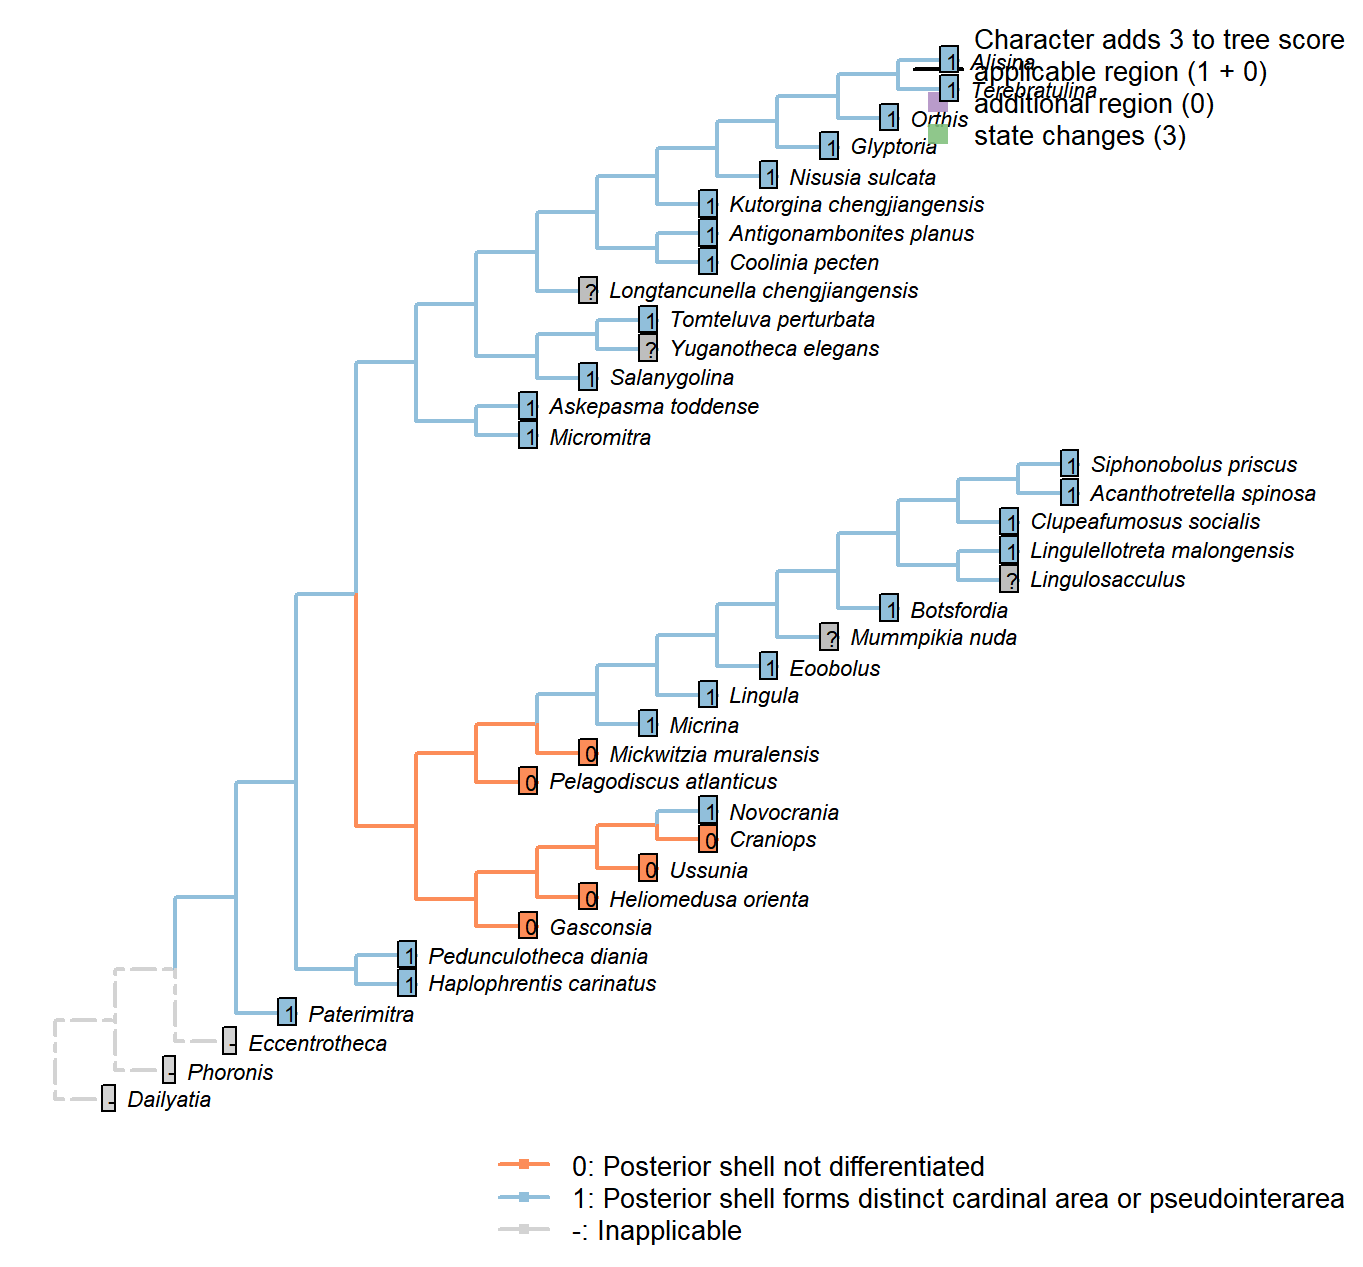 Character adds 3 to tree score
1 Alisina
applicable region (1 + 0)
1 Terebratulina
additional region (0)
1 Orthis
state changes (3)
1 Glyptoria
1 Nisusia sulcata
1 Kutorgina chengjiangensis
1 Antigonambonites planus
1 Coolinia pecten
? Longtancunella chengjiangensis
1 Tomteluva perturbata
? Yuganotheca elegans
1 Salanygolina
1 Askepasma toddense
1 Micromitra
1 Siphonobolus priscus
1 Acanthotretella spinosa
1 Clupeafumosus socialis
1 Lingulellotreta malongensis
? Lingulosacculus
1 Botsfordia
? Mummpikia nuda
1 Eoobolus
1 Lingula
1 Micrina
0 Mickwitzia muralensis
0 Pelagodiscus atlanticus
1 Novocrania
0 Craniops
0 Ussunia
0 Heliomedusa orienta
0 Gasconsia
1 Pedunculotheca diania
1 Haplophrentis carinatus
1 Paterimitra
- Eccentrotheca
- Phoronis
- Dailyatia
0: Posterior shell not differentiated
1: Posterior shell forms distinct cardinal area or pseudointerarea
-: Inapplicable